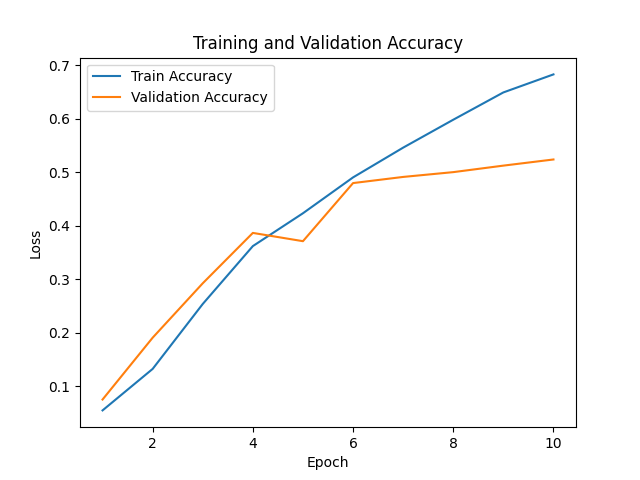 Training and Validation Accuracy
Train Accuracy
Validation Accuracy
0.7
0.6
0.5
0.4
0.3
0.2
0.1
Loss
2 4 6 8 10
Epoch